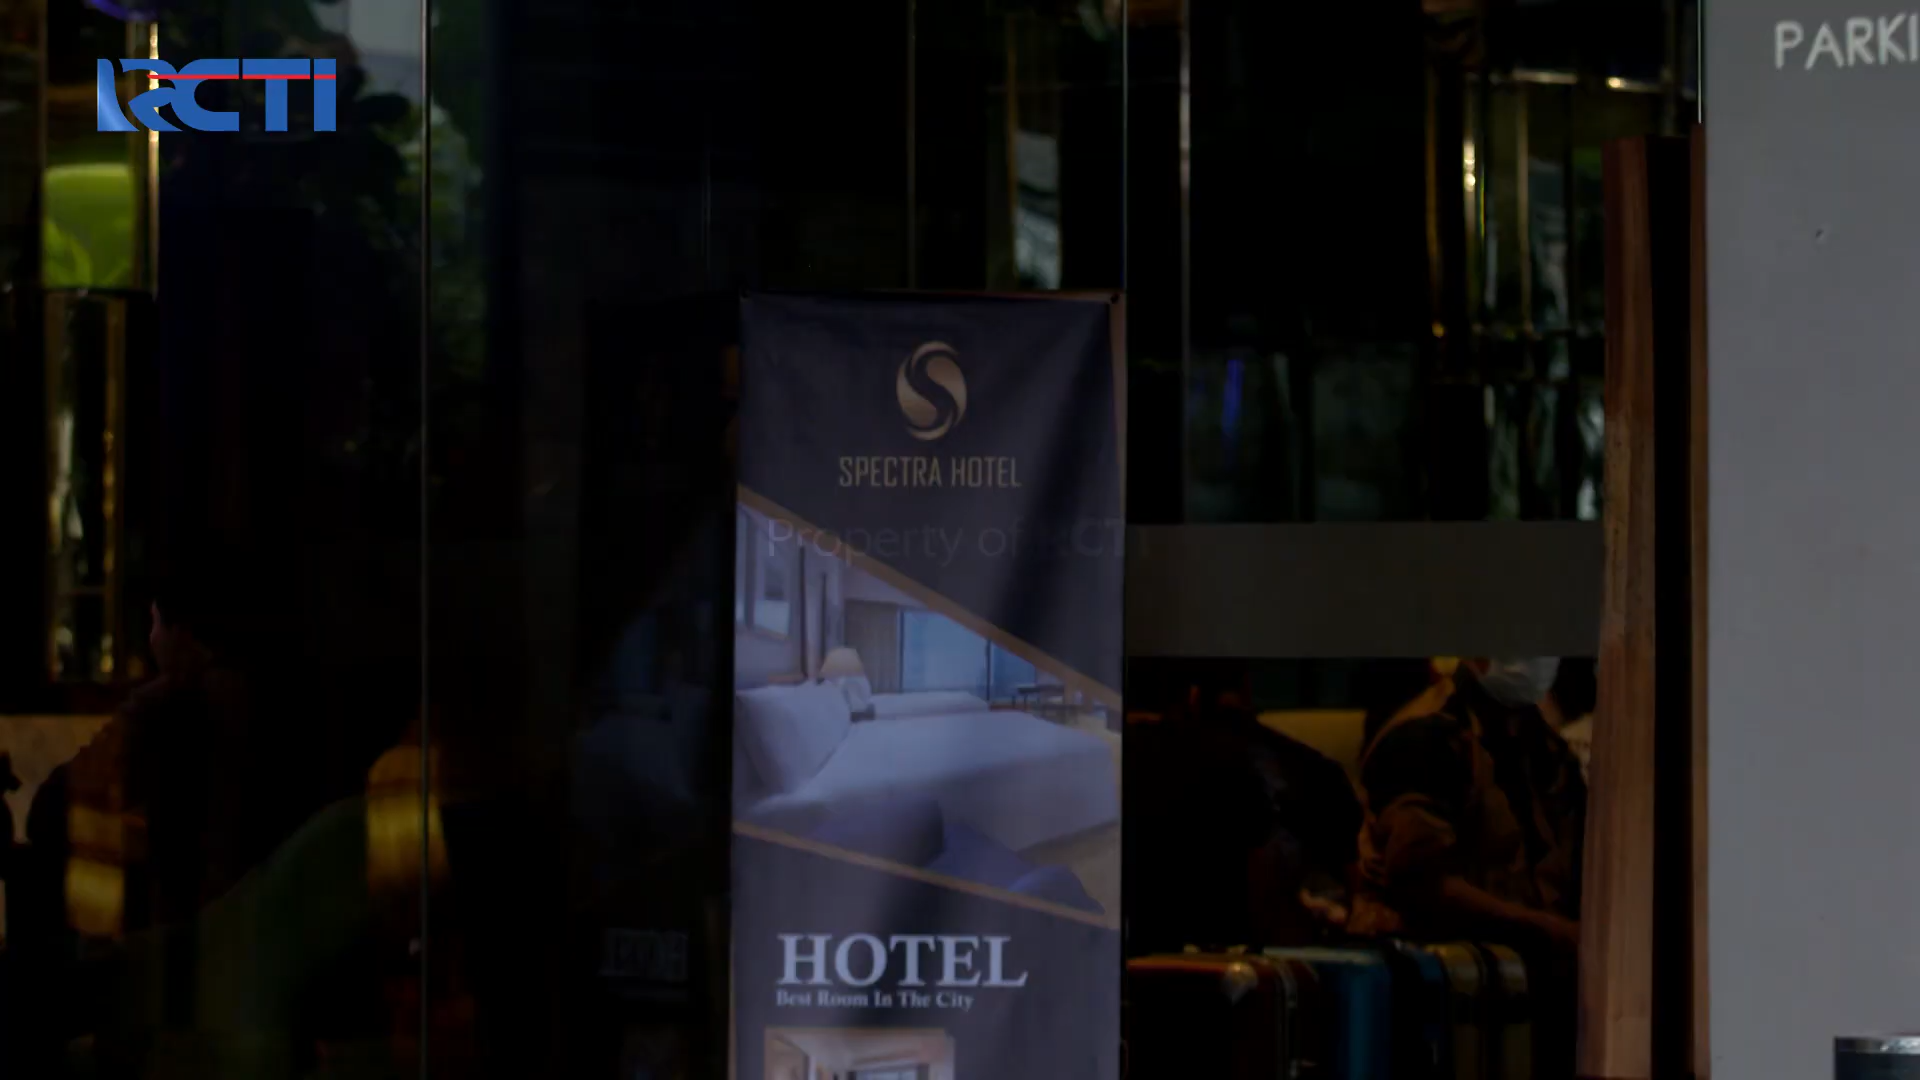 RCTI
PARKI
SPECTRA HOTEL
Property of RCTI
HOTEL
Best Room In The City